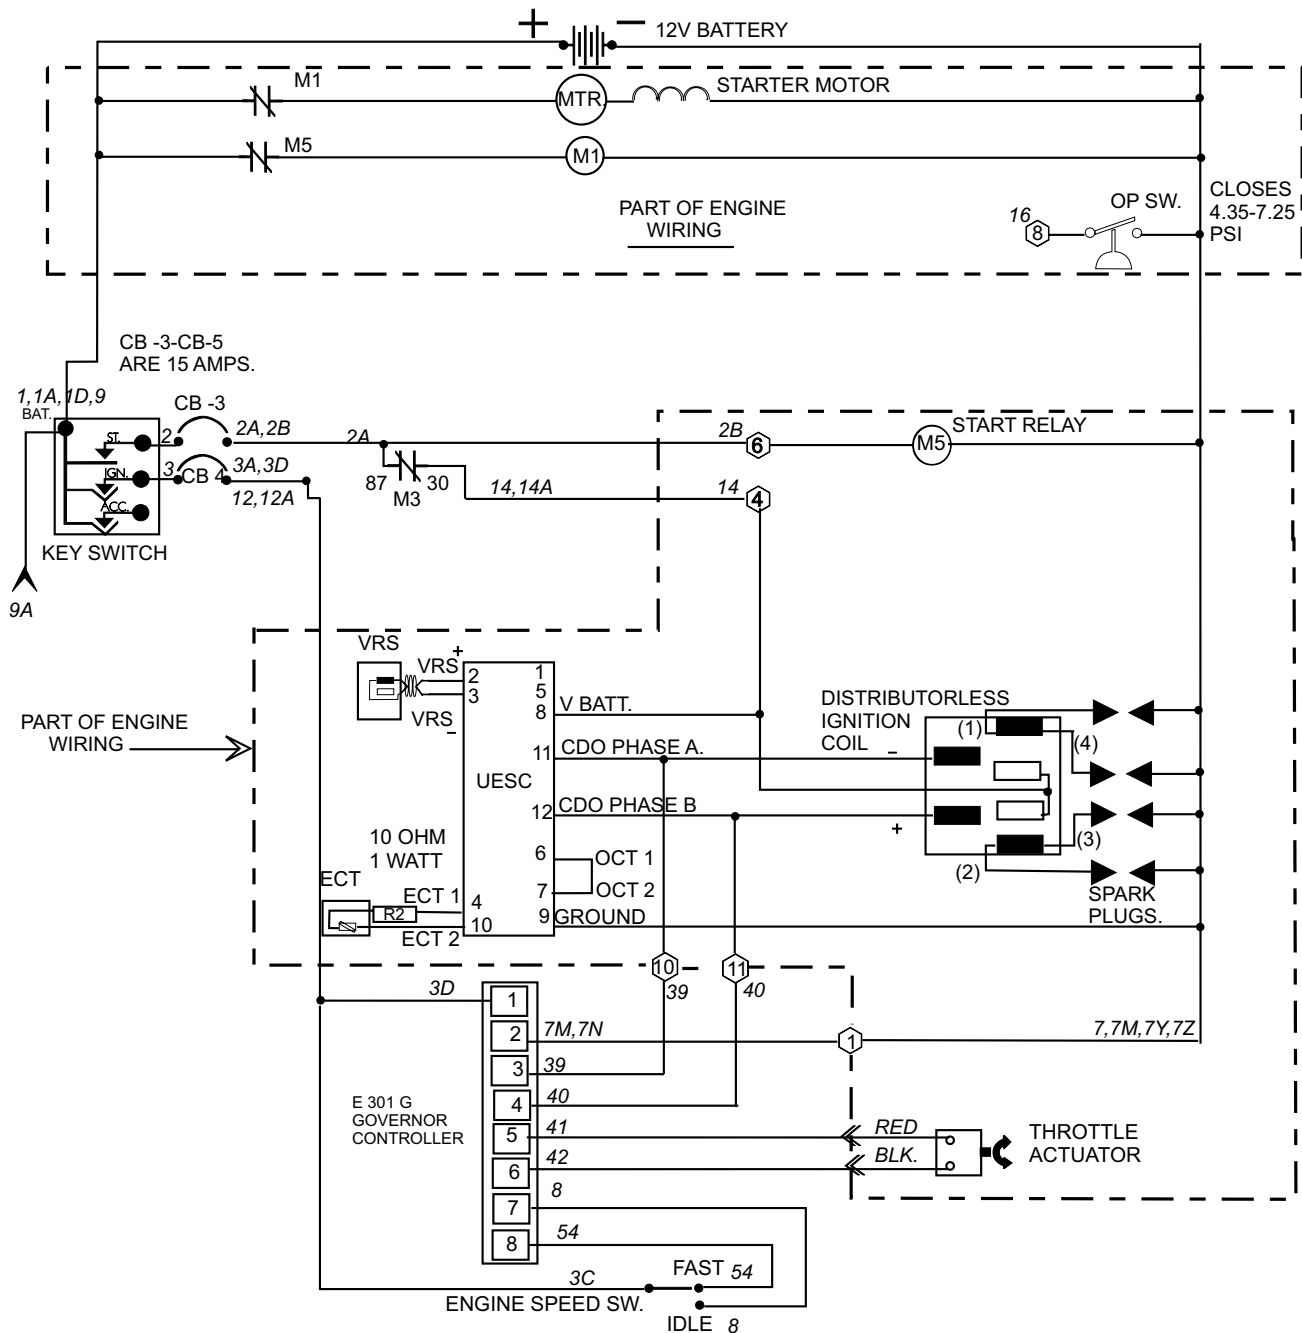 +
− 12V BATTERY
M1
MTR.
STARTER MOTOR
M5
M1
PART OF ENGINE
WIRING
16
8
OP SW.
CLOSES
4.35-7.25
PSI
CB -3-CB-5
ARE 15 AMPS.
1,1A,1D,9
BAT.
CB -3
ST.
2
2A,2B
2A
2B
6
M5
START RELAY
IGN.
3
CB 4
3A,3D
87
30
M3
14,14A
14
4
12,12A
ACC.
KEY SWITCH
9A
VRS
VRS
+
VRS
−
2
3
1
5
8
V BATT.
11
CDO PHASE A.
UESC
12
CDO PHASE B
6
OCT 1
7
OCT 2
9
GROUND
4
10
10 OHM
1 WATT
ECT
ECT 1
R2
ECT 2
PART OF ENGINE
WIRING
DISTRIBUTORLESS
IGNITION
COIL
−
+
(1)
(4)
(3)
(2)
SPARK
PLUGS.
10
39
11
40
3D
1
2
7M,7N
1
7,7M,7Y,7Z
3
39
4
40
E 301 G
GOVERNOR
CONTROLLER
5
41
RED
6
42
BLK.
THROTTLE
ACTUATOR
7
8
8
54
3C
FAST
54
ENGINE SPEED SW.
IDLE
8